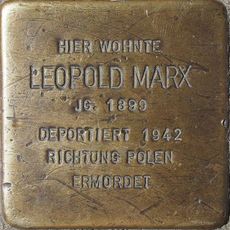 HIER WOHNTE
LEOPOLD MARX
JG. 1899
DEPORTIERT 1942
RICHTUNG POLEN
ERMORDET